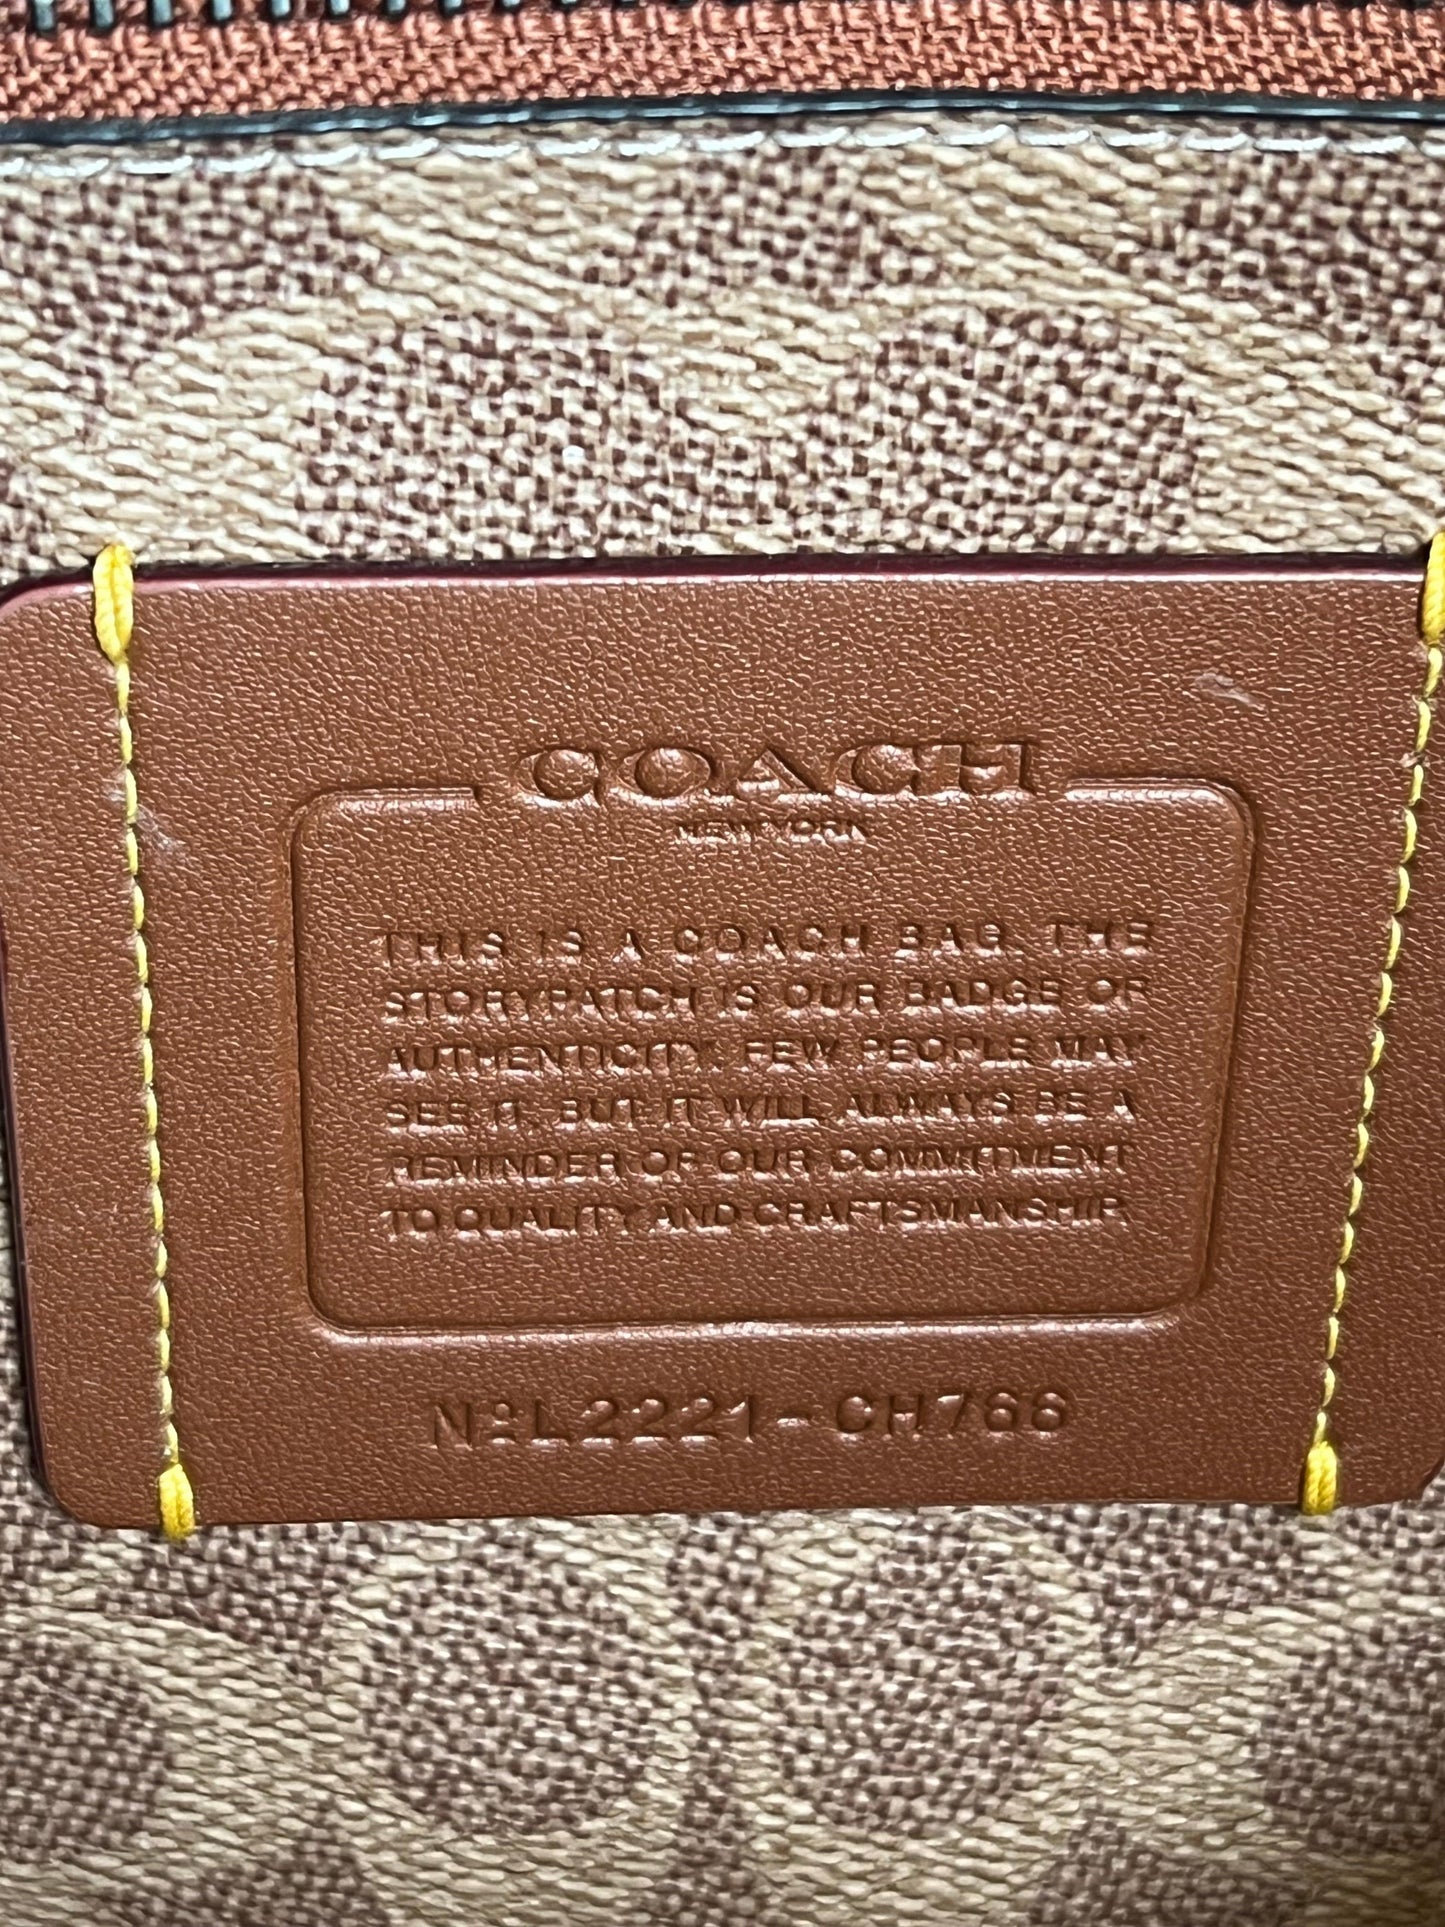 COACH
NEW YORK
THIS IS A COACH BAG. THE
STORYPATCH IS OUR BADGE OF
AUTHENTICITY. FEW PEOPLE MAY
SEE IT, BUT IT WILL ALWAYS BE A
REMINDER OF OUR COMMITMENT
TO QUALITY AND CRAFTSMANSHIP.
Nº L2221-CH766